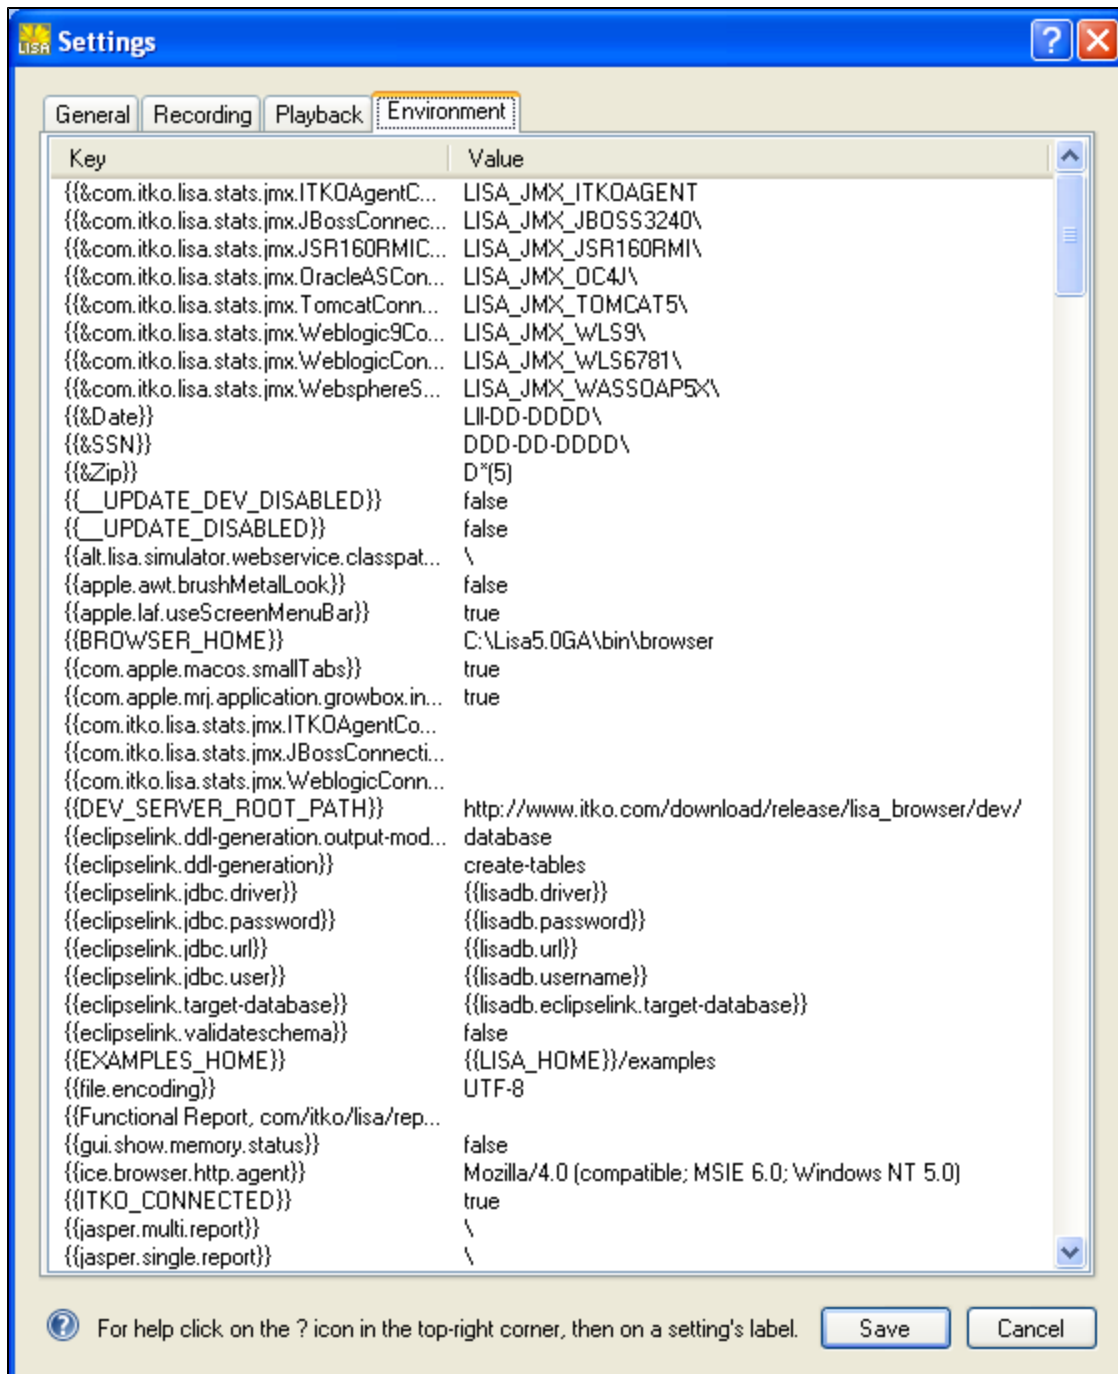 LISA Settings
General Recording Playback Environment
Key Value
{{&com.itko.lisa.stats.jmx.ITKOAgentC... LISA_JMX_ITKOAGENT
{{&com.itko.lisa.stats.jmx.JBossConnec... LISA_JMX_JBOSS3240\
{{&com.itko.lisa.stats.jmx.JSR160RMIC... LISA_JMX_JSR160RMI\
{{&com.itko.lisa.stats.jmx.OracleASCon... LISA_JMX_OC4J\
{{&com.itko.lisa.stats.jmx.TomcatConn... LISA_JMX_TOMCAT5\
{{&com.itko.lisa.stats.jmx.Weblogic9Co... LISA_JMX_WLS9\
{{&com.itko.lisa.stats.jmx.WeblogicCon... LISA_JMX_WLS6781\
{{&com.itko.lisa.stats.jmx.WebsphereS... LISA_JMX_WASSOAP5X\
{{&Date}} LII-DD-DDDD\
{{&SSN}} DDD-DD-DDDD\
{{&Zip}} D*(5)
{{__UPDATE_DEV_DISABLED}} false
{{__UPDATE_DISABLED}} false
{{alt.lisa.simulator.webservice.classpat... \
{{apple.awt.brushMetalLook}} false
{{apple.laf.useScreenMenuBar}} true
{{BROWSER_HOME}} C:\Lisa5.0GA\bin\browser
{{com.apple.macos.smallTabs}} true
{{com.apple.mrj.application.growbox.in... true
{{com.itko.lisa.stats.jmx.ITKOAgentCo...
{{com.itko.lisa.stats.jmx.JBossConnecti...
{{com.itko.lisa.stats.jmx.WeblogicConn...
{{DEV_SERVER_ROOT_PATH}} http://www.itko.com/download/release/lisa_browser/dev/
{{eclipselink.ddl-generation.output-mod... database
{{eclipselink.ddl-generation}} create-tables
{{eclipselink.jdbc.driver}} {{lisadb.driver}}
{{eclipselink.jdbc.password}} {{lisadb.password}}
{{eclipselink.jdbc.url}} {{lisadb.url}}
{{eclipselink.jdbc.user}} {{lisadb.username}}
{{eclipselink.target-database}} {{lisadb.eclipselink.target-database}}
{{eclipselink.validateschema}} false
{{EXAMPLES_HOME}} {{LISA_HOME}}/examples
{{file.encoding}} UTF-8
{{Functional Report, com/itko/lisa/rep...
{{gui.show.memory.status}} false
{{ice.browser.http.agent}} Mozilla/4.0 (compatible; MSIE 6.0; Windows NT 5.0)
{{ITKO_CONNECTED}} true
{{jasper.multi.report}} \
{{jasper.single.report}} \
? For help click on the ? icon in the top-right corner, then on a setting's label. Save Cancel